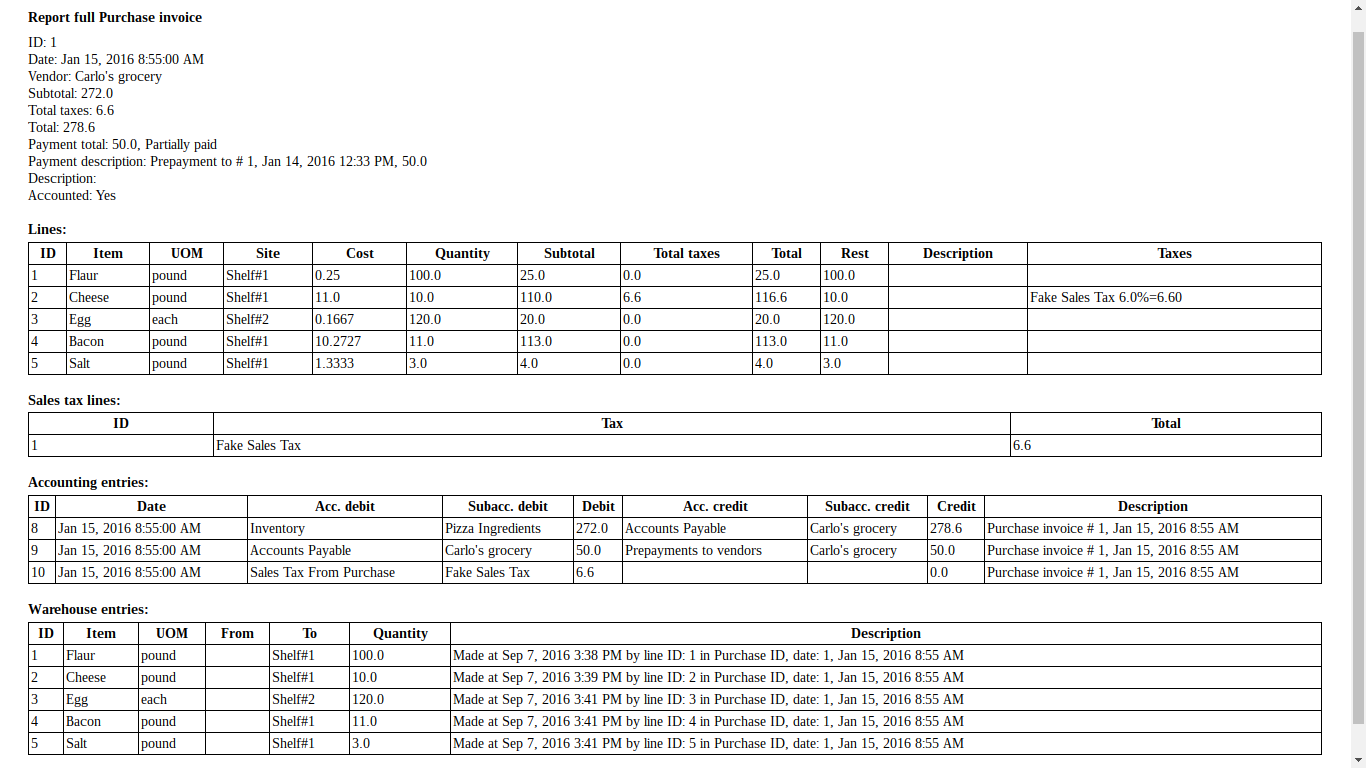 Report full Purchase invoice
ID: 1
Date: Jan 15, 2016 8:55:00 AM
Vendor: Carlo's grocery
Subtotal: 272.0
Total taxes: 6.6
Total: 278.6
Payment total: 50.0, Partially paid
Payment description: Prepayment to # 1, Jan 14, 2016 12:33 PM, 50.0
Description:
Accounted: Yes
Lines:
ID Item UOM Site Cost Quantity Subtotal Total taxes Total Rest Description Taxes
1 Flaur pound Shelf#1 0.25 100.0 25.0 0.0 25.0 100.0
2 Cheese pound Shelf#1 11.0 10.0 110.0 6.6 116.6 10.0 Fake Sales Tax 6.0%=6.60
3 Egg each Shelf#2 0.1667 120.0 20.0 0.0 20.0 120.0
4 Bacon pound Shelf#1 10.2727 11.0 113.0 0.0 113.0 11.0
5 Salt pound Shelf#1 1.3333 3.0 4.0 0.0 4.0 3.0
Sales tax lines:
ID Tax Total
1 Fake Sales Tax 6.6
Accounting entries:
ID Date Acc. debit Subacc. debit Debit Acc. credit Subacc. credit Credit Description
8 Jan 15, 2016 8:55:00 AM Inventory Pizza Ingredients 272.0 Accounts Payable Carlo's grocery 278.6 Purchase invoice # 1, Jan 15, 2016 8:55 AM
9 Jan 15, 2016 8:55:00 AM Accounts Payable Carlo's grocery 50.0 Prepayments to vendors Carlo's grocery 50.0 Purchase invoice # 1, Jan 15, 2016 8:55 AM
10 Jan 15, 2016 8:55:00 AM Sales Tax From Purchase Fake Sales Tax 6.6 0.0 Purchase invoice # 1, Jan 15, 2016 8:55 AM
Warehouse entries:
ID Item UOM From To Quantity Description
1 Flaur pound Shelf#1 100.0 Made at Sep 7, 2016 3:38 PM by line ID: 1 in Purchase ID, date: 1, Jan 15, 2016 8:55 AM
2 Cheese pound Shelf#1 10.0 Made at Sep 7, 2016 3:39 PM by line ID: 2 in Purchase ID, date: 1, Jan 15, 2016 8:55 AM
3 Egg each Shelf#2 120.0 Made at Sep 7, 2016 3:41 PM by line ID: 3 in Purchase ID, date: 1, Jan 15, 2016 8:55 AM
4 Bacon pound Shelf#1 11.0 Made at Sep 7, 2016 3:41 PM by line ID: 4 in Purchase ID, date: 1, Jan 15, 2016 8:55 AM
5 Salt pound Shelf#1 3.0 Made at Sep 7, 2016 3:41 PM by line ID: 5 in Purchase ID, date: 1, Jan 15, 2016 8:55 AM